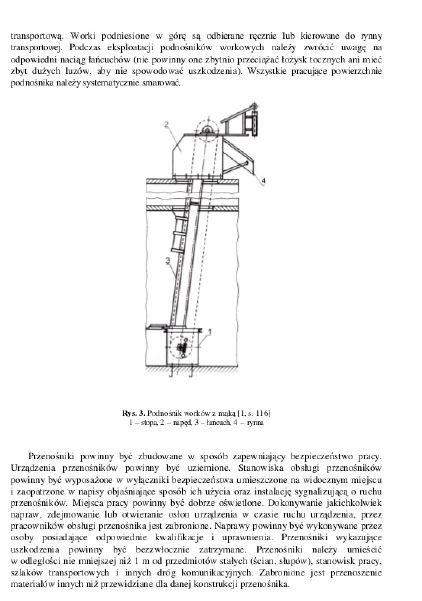 transportową. Worki podniesione w górę są odbierane ręcznie lub kierowane do rynny
transportowej. Podczas eksploatacji podnośników workowych należy zwrócić uwagę na
odpowiedni naciąg łańcuchów (nie powinny one zbytnio przeciążać łożysk tocznych ani mieć
zbyt dużych luzów, aby nie spowodować uszkodzenia). Wszystkie pracujące powierzchnie
podnośnika należy systematycznie smarować.
2
4
3
1
Rys. 3. Podnośnik worków z mąką [1, s. 116]
1 – stopa, 2 – napęd, 3 – łańcuch, 4 – rynna
Przenośniki powinny być zbudowane w sposób zapewniający bezpieczeństwo pracy.
Urządzenia przenośników powinny być uziemione. Stanowiska obsługi przenośników
powinny być wyposażone w wyłączniki bezpieczeństwa umieszczone na widocznym miejscu
i zaopatrzone w napisy objaśniające sposób ich użycia oraz instalację sygnalizującą o ruchu
przenośników. Miejsca pracy powinny być dobrze oświetlone. Dokonywanie jakichkolwiek
napraw, zdejmowanie lub otwieranie osłon urządzenia w czasie ruchu urządzenia, przez
pracowników obsługi przenośnika jest zabronione. Naprawy powinny być wykonywane przez
osoby posiadające odpowiednie kwalifikacje i uprawnienia. Przenośniki wykazujące
uszkodzenia powinny być bezzwłocznie zatrzymane. Przenośniki należy umieścić
w odległości nie mniejszej niż 1 m od przedmiotów stałych (ścian, słupów), stanowisk pracy,
szlaków transportowych i innych dróg komunikacyjnych. Zabronione jest przenoszenie
materiałów innych niż przewidziane dla danej konstrukcji przenośnika.